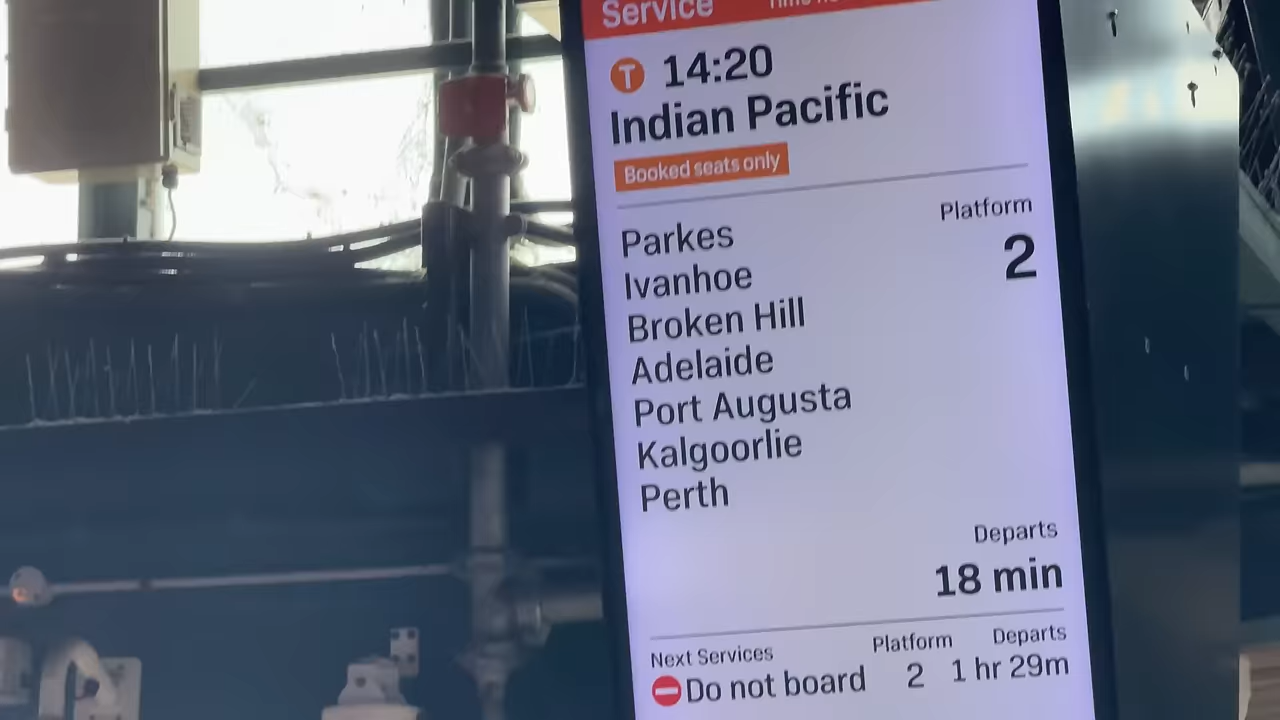 Service
T 14:20
Indian Pacific
Booked seats only
Platform
2
Parkes
Ivanhoe
Broken Hill
Adelaide
Port Augusta
Kalgoorlie
Perth
Departs
18 min
Next Services Platform Departs
Do not board 2 1 hr 29m